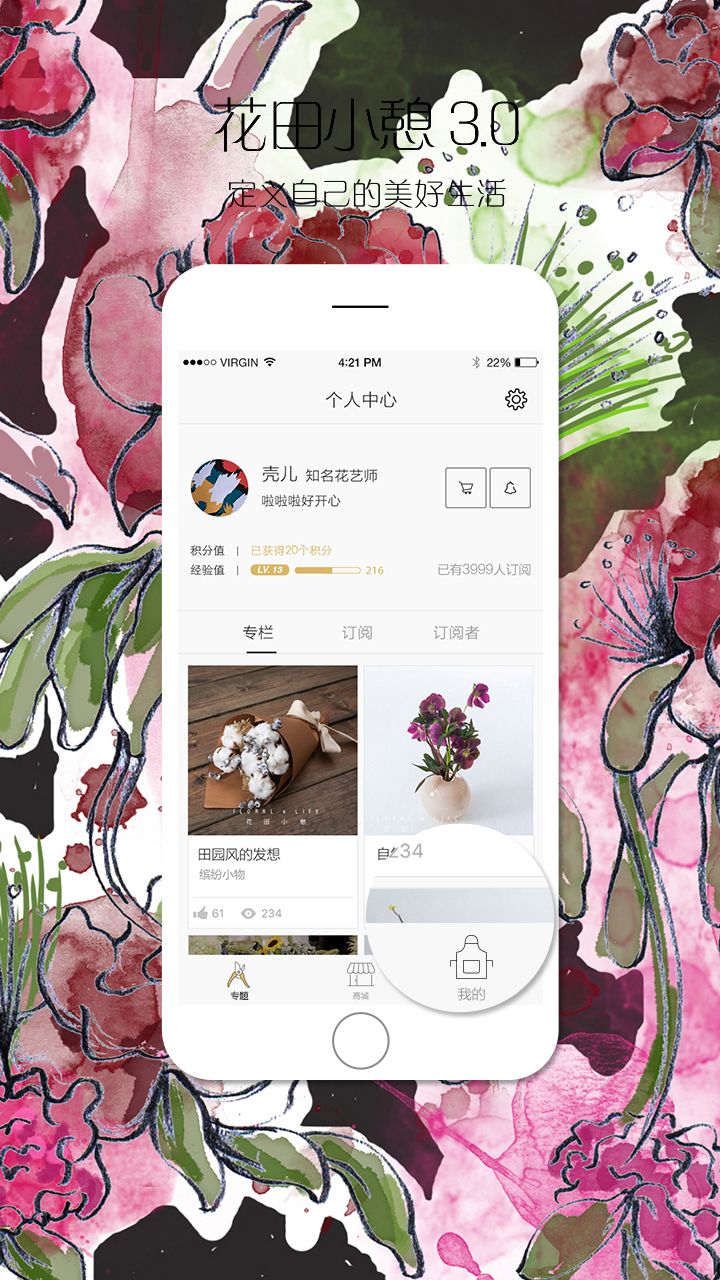 花田小憩 3.0
定义自己的美好生活
VIRGIN 4:21 PM 22%
个人中心
壳儿 知名花艺师
啦啦啦好开心
积分值 | 已获得20个积分
经验值 | LV. 13 216 已有3999人订阅
专栏 订阅 订阅者
FLORAL & LIFE
花田小憩
田园风的发想
缤纷小物
61 234
234
专题 商城 我的